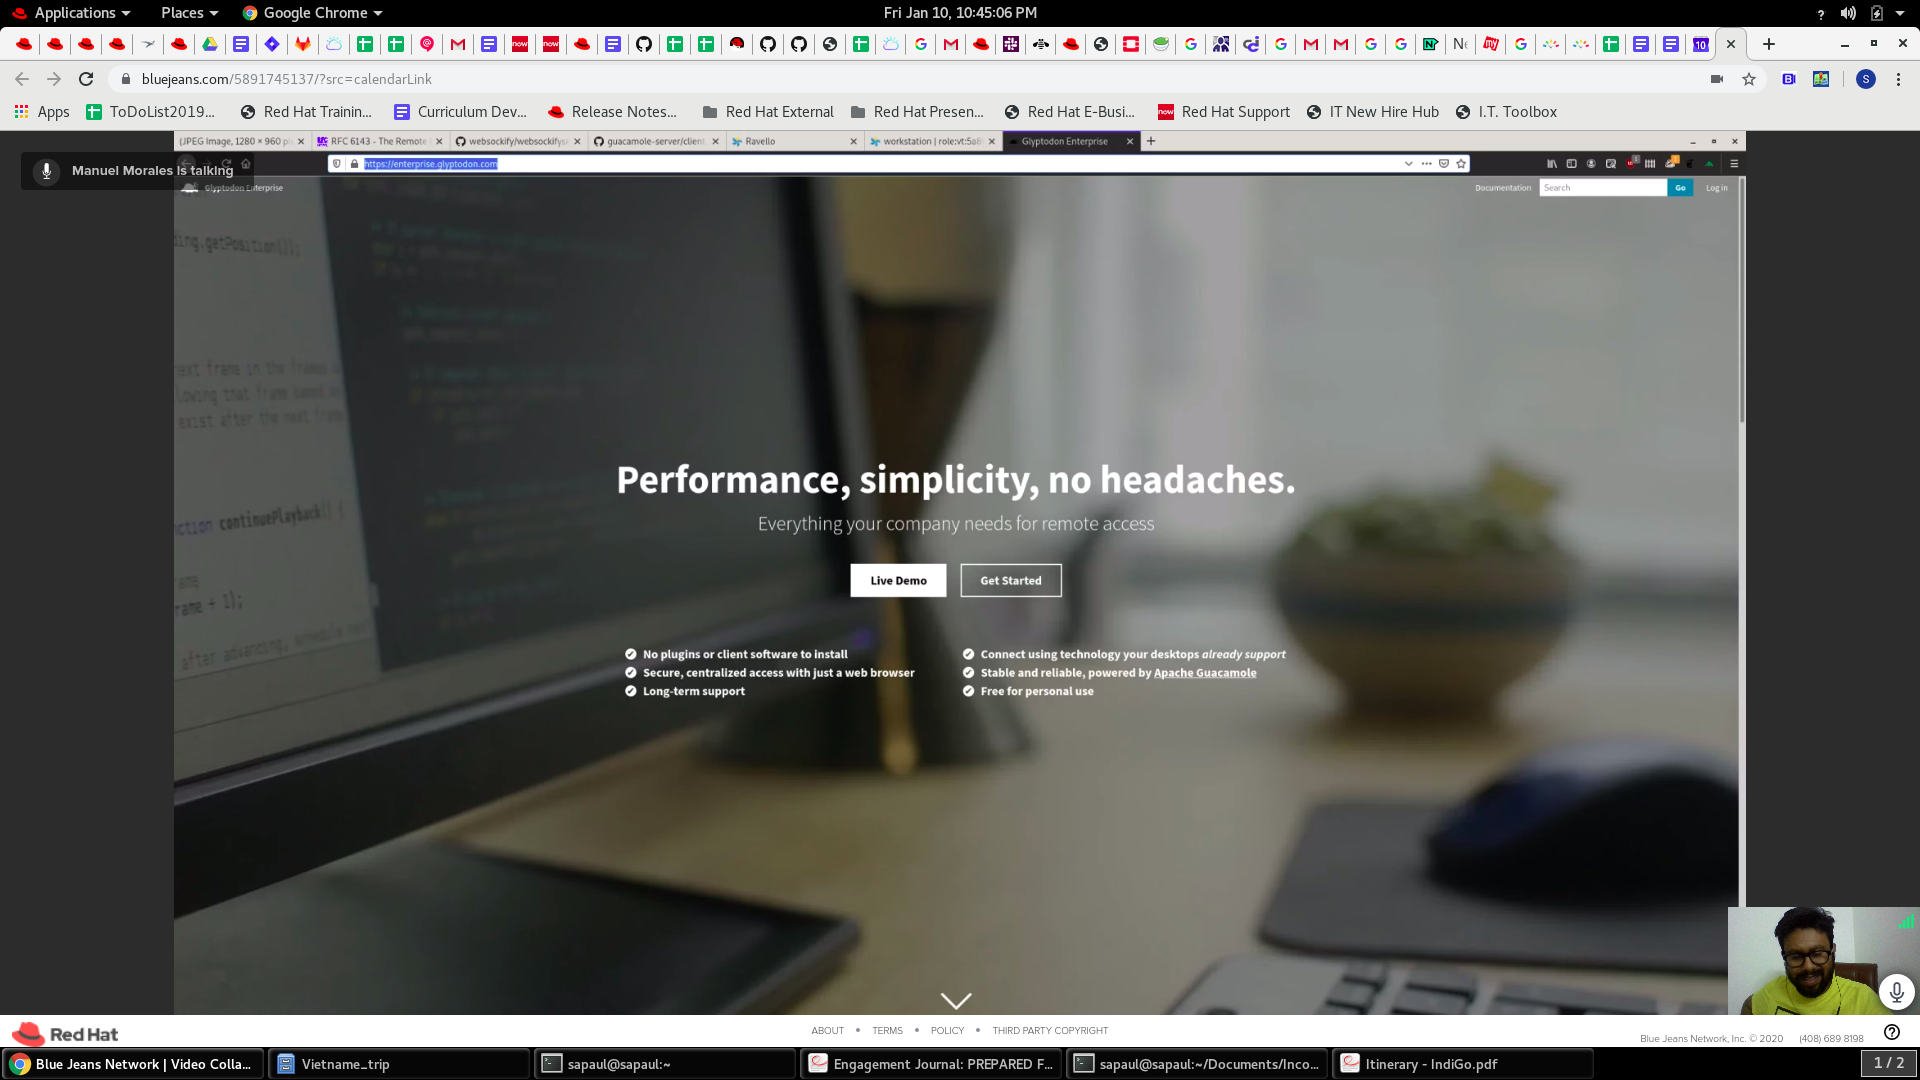 Applications
Places
Google Chrome
Fri Jan 10, 10:45:06 PM
bluejeans.com/5891745137/?src=calendarLink
Apps
ToDoList2019...
Red Hat Trainin...
Curriculum Dev...
Release Notes...
Red Hat External
Red Hat Presen...
Red Hat E-Busi...
Red Hat Support
IT New Hire Hub
I.T. Toolbox
(JPEG Image, 1280 × 960 pi
RFC 6143 - The Remote
websockify/websockifys
guacamole-server/client
Ravello
workstation | role:vt:5a8
Glyptodon Enterprise
Manuel Morales is talking
https://enterprise.glyptodon.com
Glyptodon Enterprise
Documentation
Search
Go
Log in
Performance, simplicity, no headaches.
Everything your company needs for remote access
Live Demo
Get Started
No plugins or client software to install
Secure, centralized access with just a web browser
Long-term support
Connect using technology your desktops already support
Stable and reliable, powered by Apache Guacamole
Free for personal use
Red Hat
ABOUT • TERMS • POLICY • THIRD PARTY COPYRIGHT
Blue Jeans Network, Inc. © 2020
(408) 689 8198
Blue Jeans Network | Video Colla...
Vietname_trip
sapaul@sapaul:~
Engagement Journal: PREPARED F...
sapaul@sapaul:~/Documents/Inco...
Itinerary - IndiGo.pdf
1 / 2